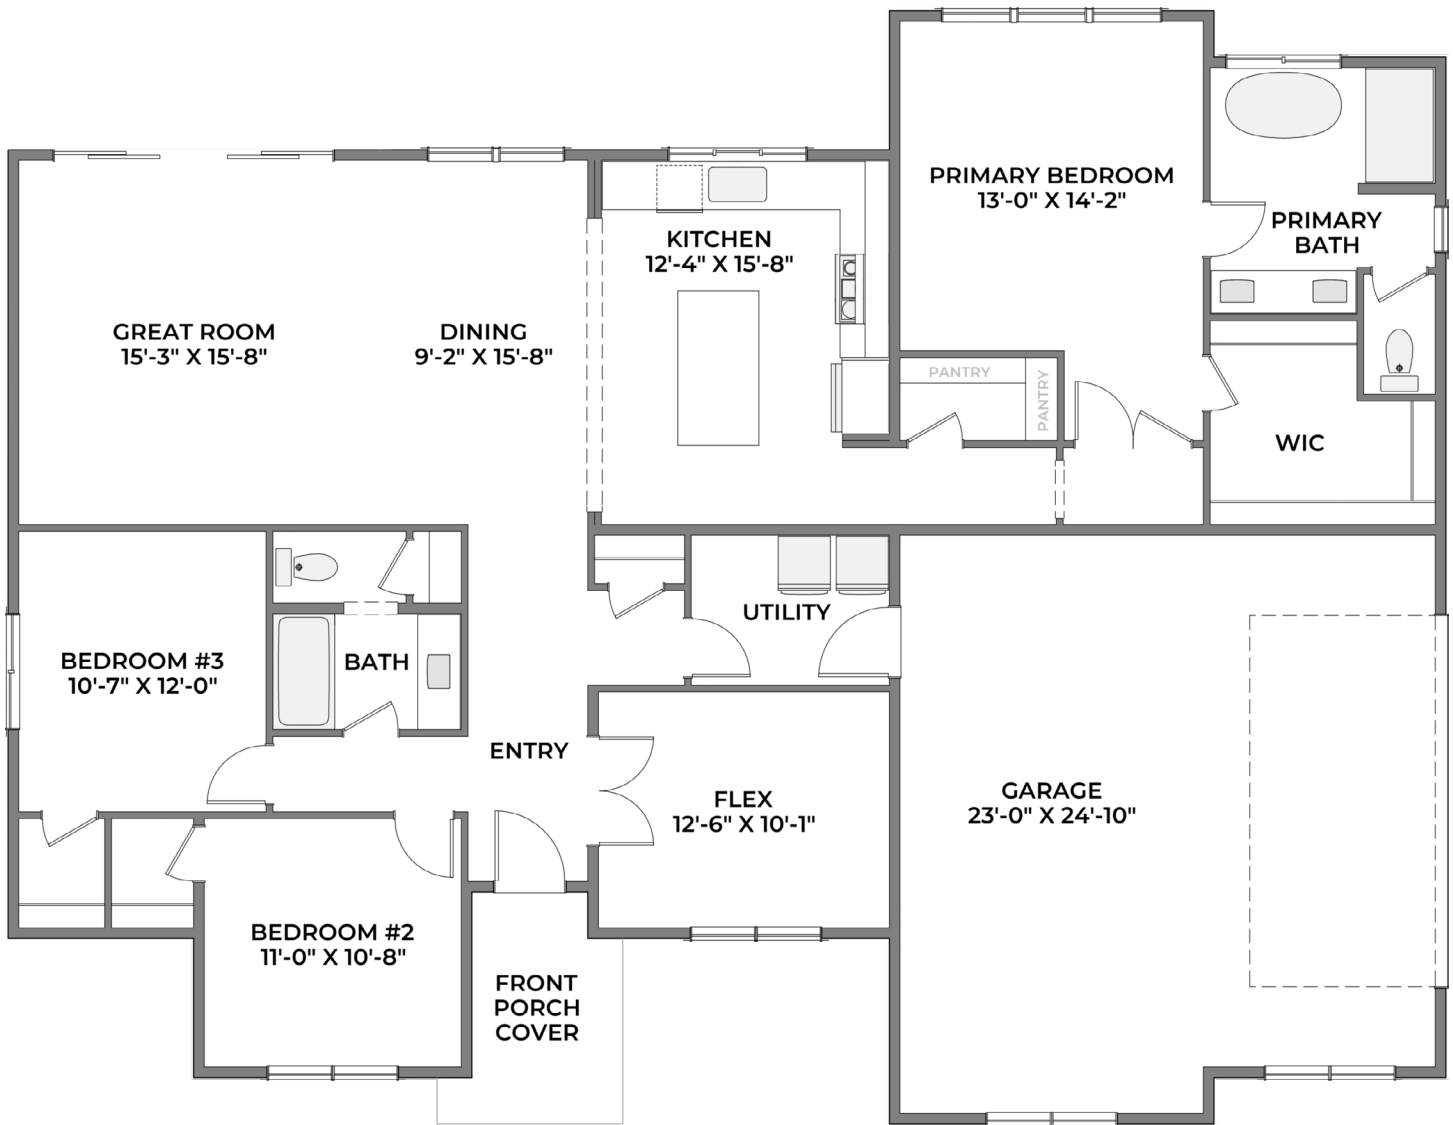 PRIMARY BEDROOM
13'-0" X 14'-2"
PRIMARY
BATH
KITCHEN
12'-4" X 15'-8"
GREAT ROOM
15'-3" X 15'-8"
DINING
9'-2" X 15'-8"
PANTRY
PANTRY
WIC
UTILITY
BEDROOM #3
10'-7" X 12'-0"
BATH
ENTRY
FLEX
12'-6" X 10'-1"
GARAGE
23'-0" X 24'-10"
BEDROOM #2
11'-0" X 10'-8"
FRONT
PORCH
COVER